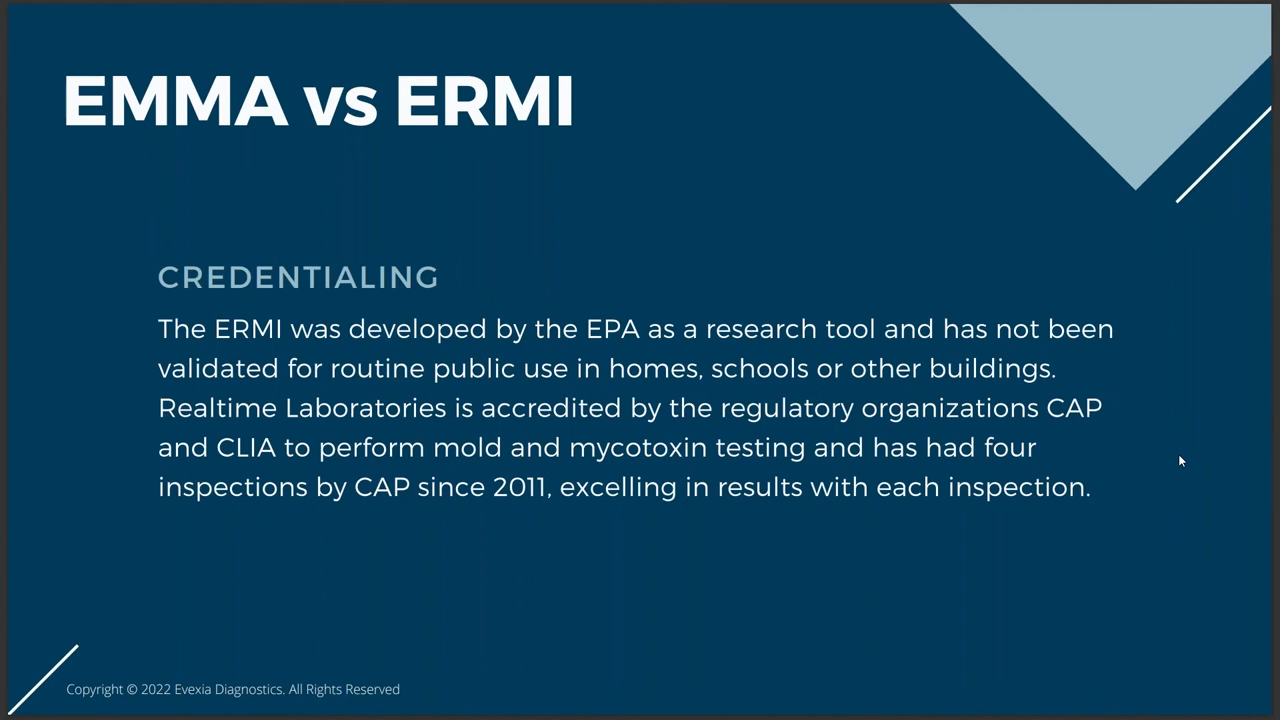 EMMA vs ERMI
CREDENTIALING
The ERMI was developed by the EPA as a research tool and has not been
validated for routine public use in homes, schools or other buildings.
Realtime Laboratories is accredited by the regulatory organizations CAP
and CLIA to perform mold and mycotoxin testing and has had four
inspections by CAP since 2011, excelling in results with each inspection.
Copyright © 2022 Evexia Diagnostics. All Rights Reserved